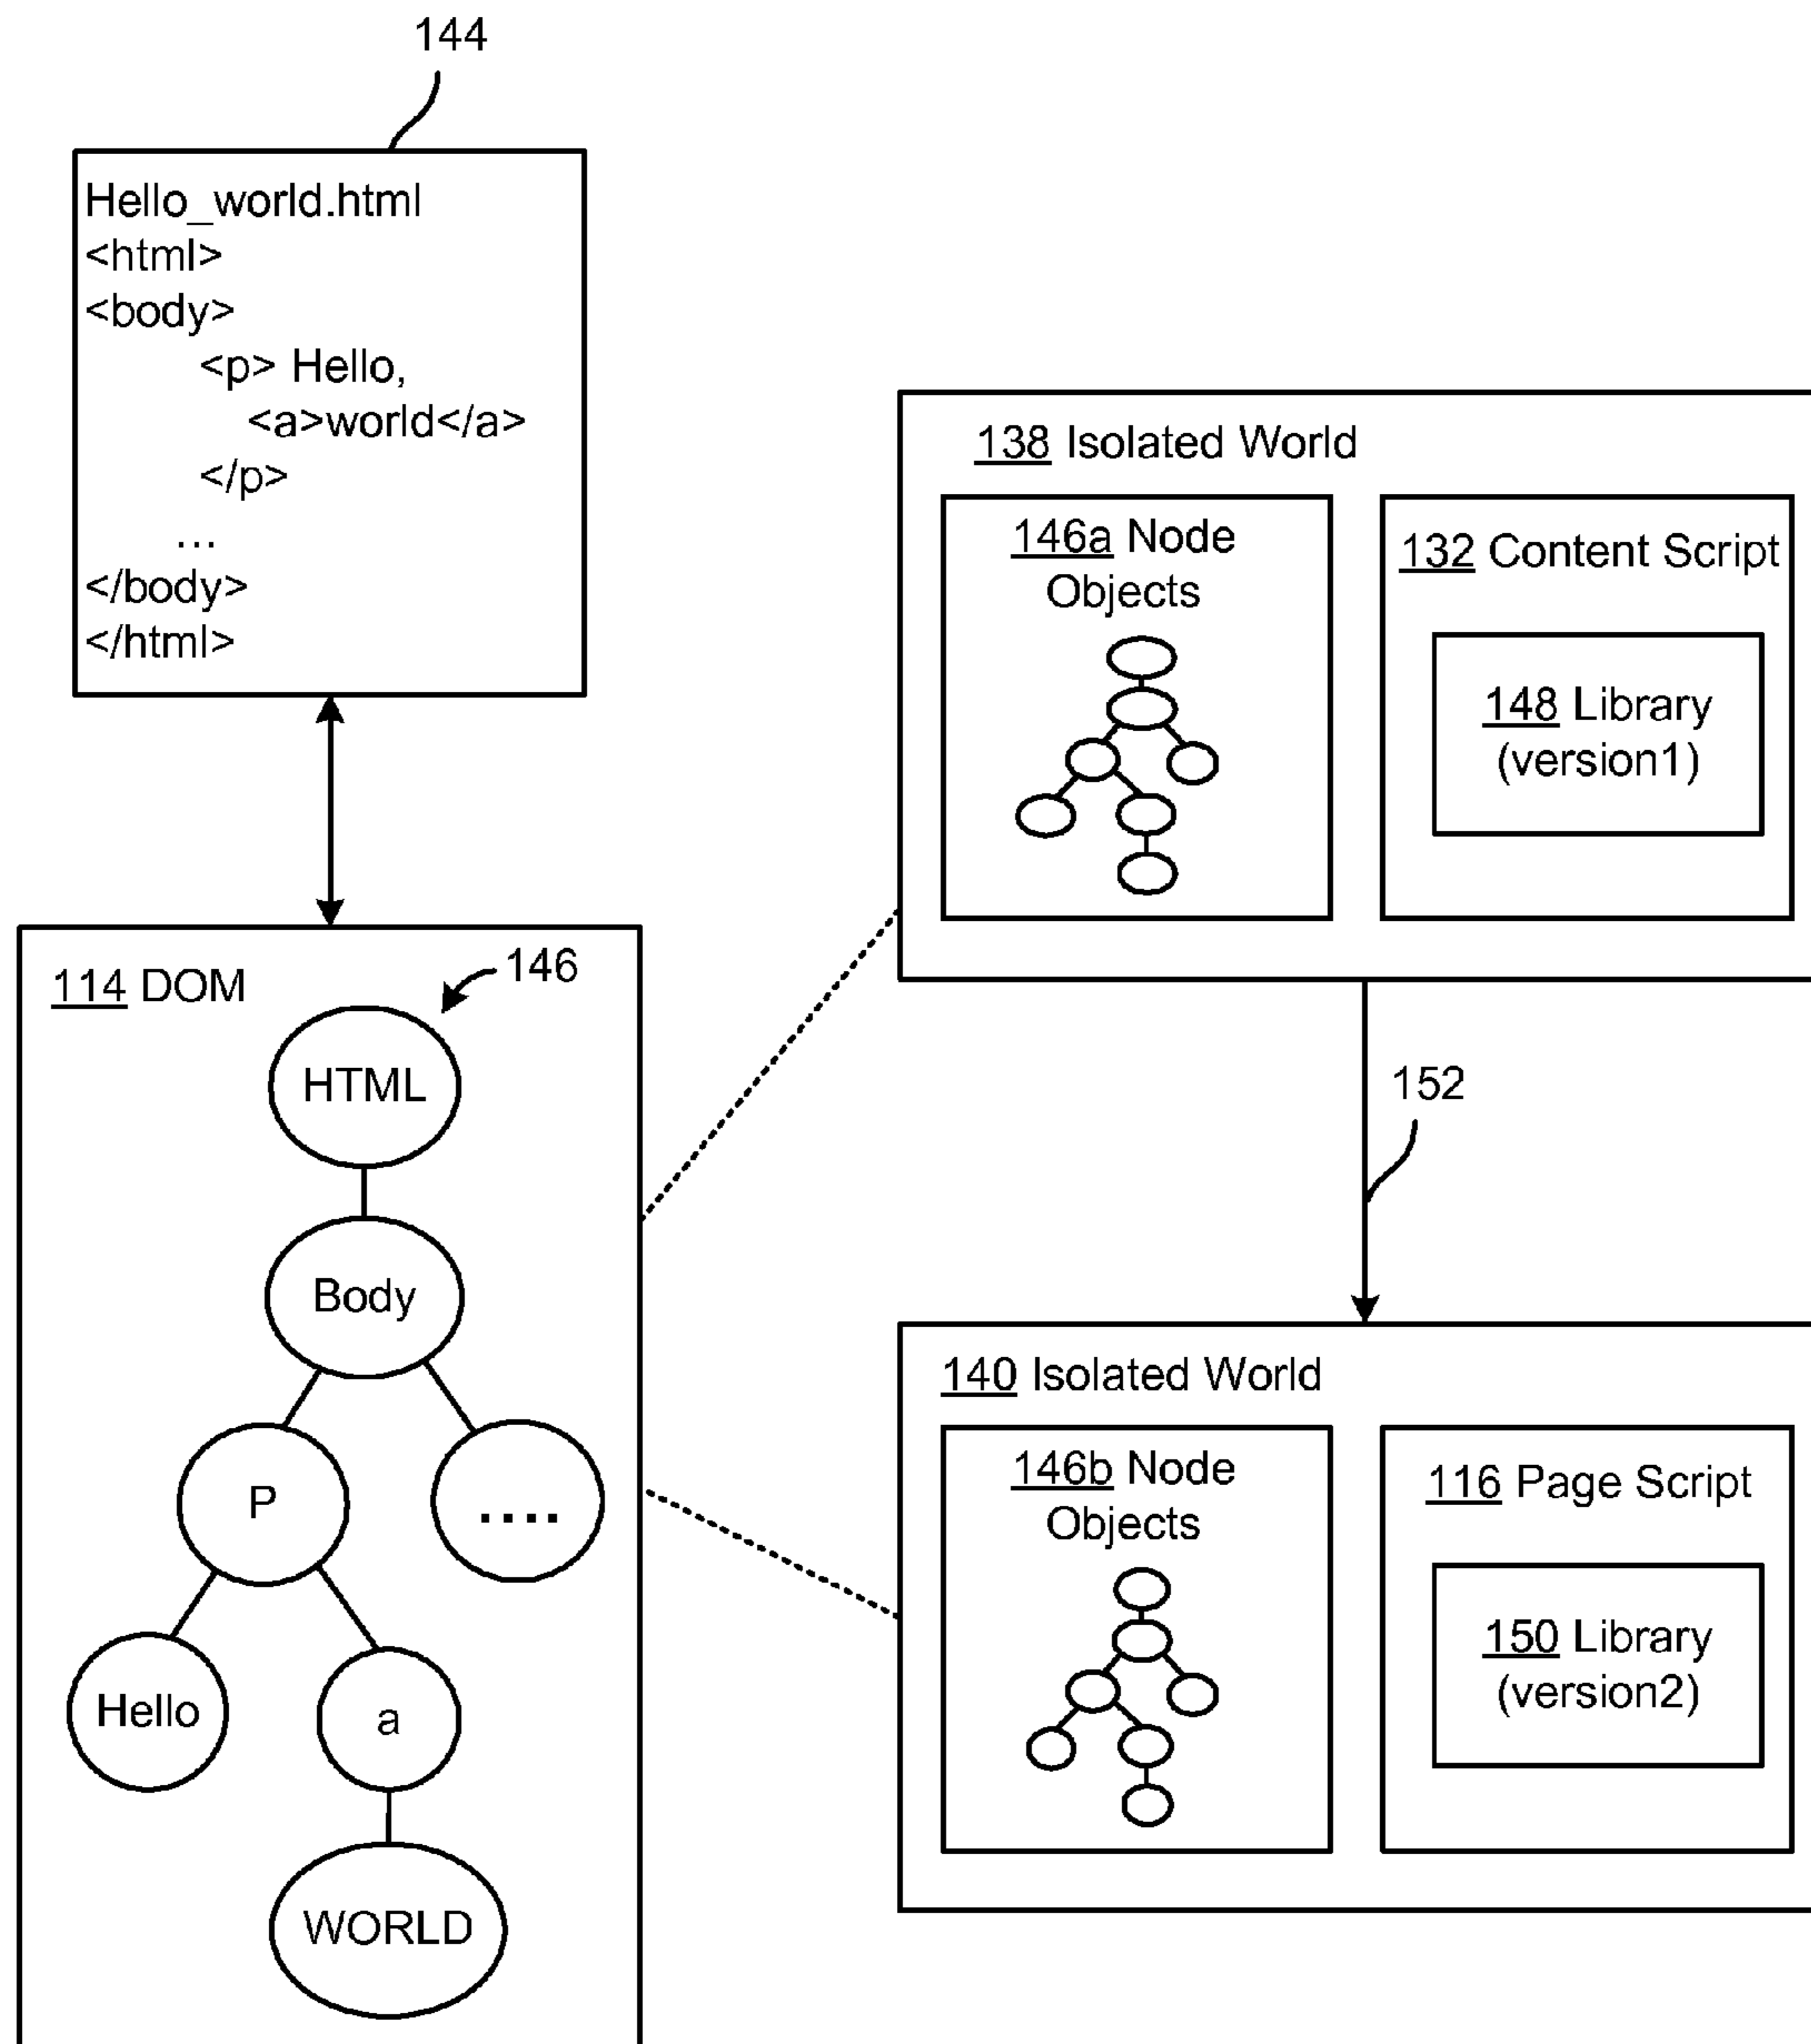 144
Hello_world.html
<html>
<body>
<p> Hello,
<a>world</a>
</p>
...
</body>
</html>
138 Isolated World
146a Node
Objects
132 Content Script
148 Library
(version1)
114 DOM
146
HTML
Body
P
....
Hello
a
WORLD
152
140 Isolated World
146b Node
Objects
116 Page Script
150 Library
(version2)